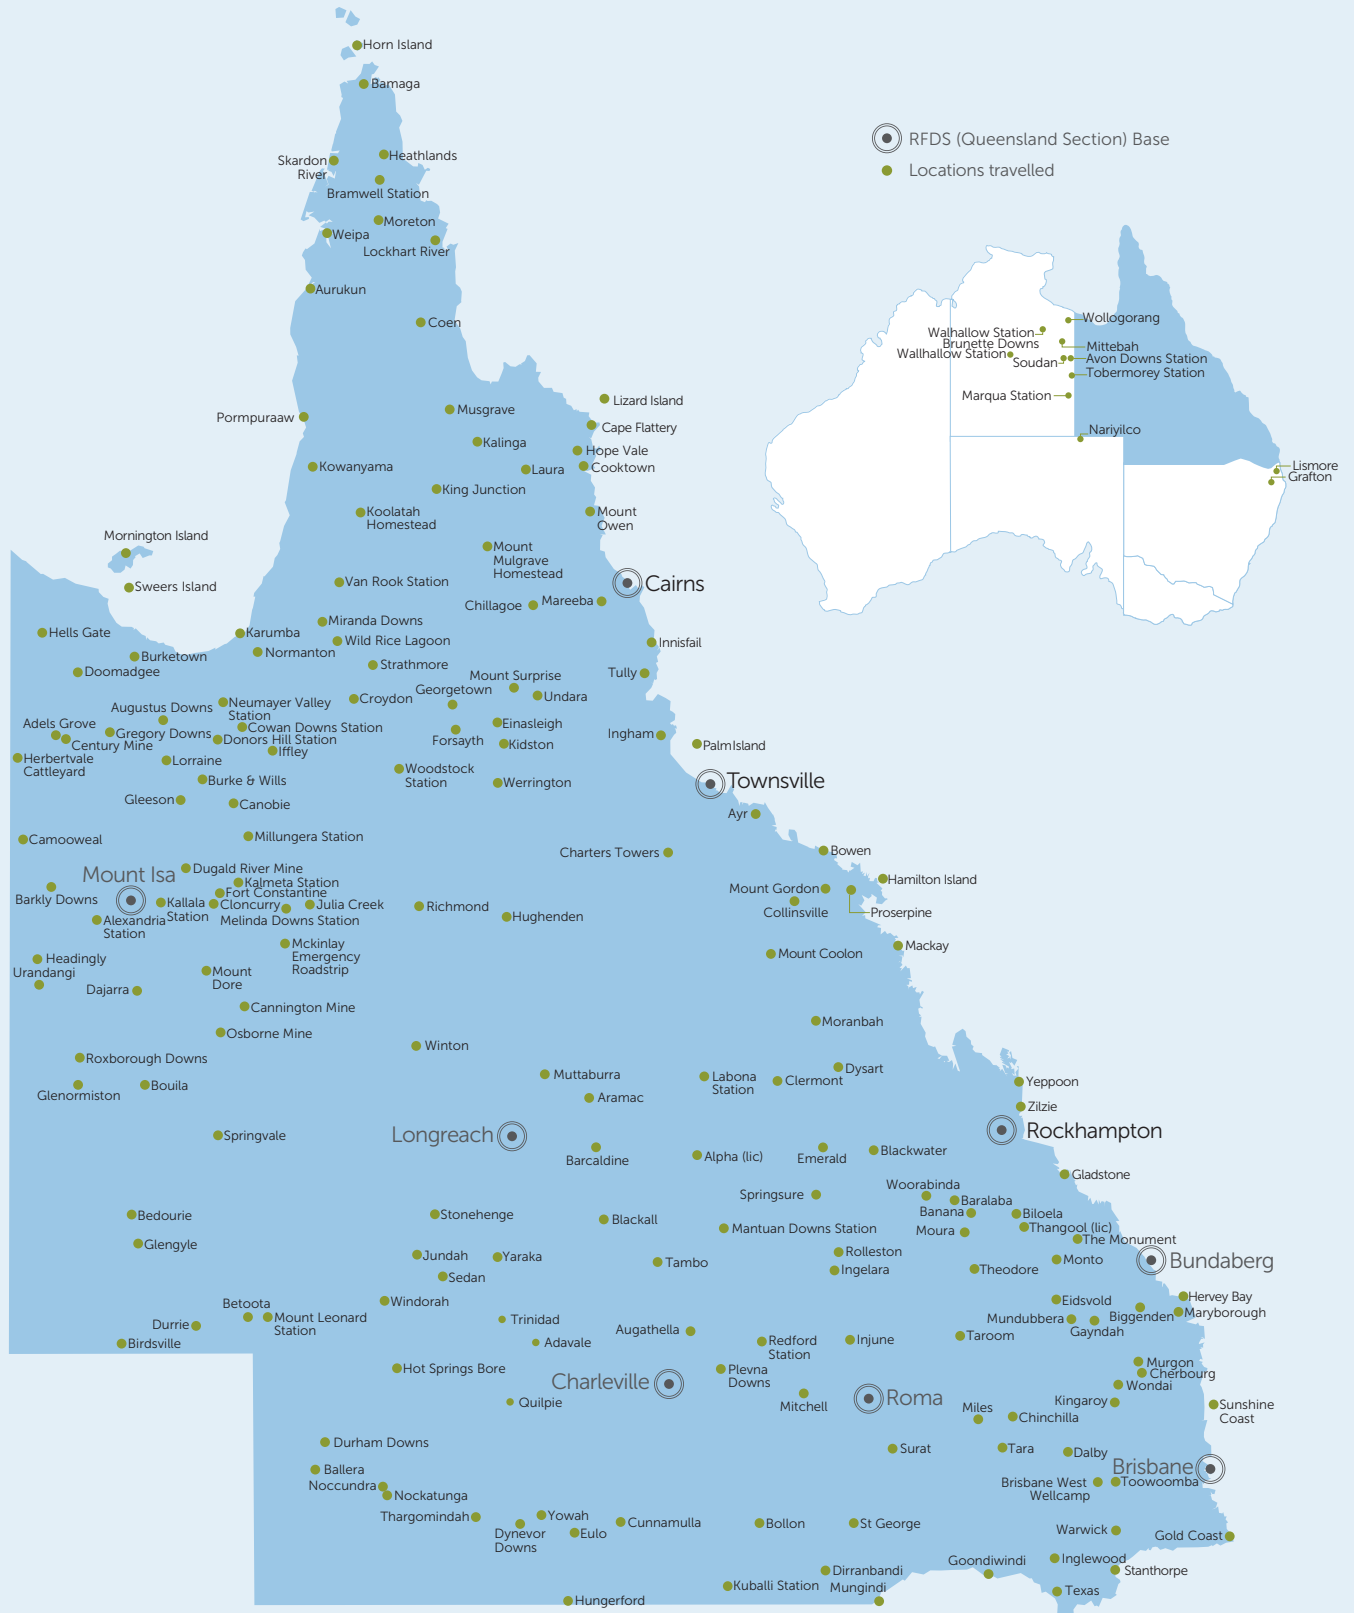 Horn Island
Bamaga
RFDS (Queensland Section) Base
Locations travelled
Heathlands
Skardon
River
Bramwell Station
Moreton
Weipa
Lockhart River
Aurukun
Coen
Wollogorang
Walhallow Station
Brunette Downs
Mittebah
Wallhallow Station
Avon Downs Station
Soudan
Tobermorey Station
Marqua Station
Nariyilco
Lismore
Grafton
Lizard Island
Musgrave
Pormpuraaw
Cape Flattery
Kalinga
Hope Vale
Kowanyama
Laura
Cooktown
King Junction
Koolatah
Homestead
Mount
Owen
Mornington Island
Mount
Mulgrave
Homestead
Van Rook Station
Cairns
Sweers Island
Chillagoe
Mareeba
Miranda Downs
Hells Gate
Karumba
Wild Rice Lagoon
Innisfail
Normanton
Burketown
Strathmore
Doomadgee
Mount Surprise
Tully
Georgetown
Undara
Croydon
Neumayer Valley
Station
Augustus Downs
Adels Grove
Cowan Downs Station
Einasleigh
Gregory Downs
Donors Hill Station
Forsayth
Ingham
Century Mine
Iffley
Kidston
PalmIsland
Herbertvale
Cattleyard
Lorraine
Woodstock
Station
Burke & Wills
Werrington
Townsville
Gleeson
Canobie
Ayr
Camooweal
Millungera Station
Charters Towers
Bowen
Dugald River Mine
Mount Isa
Kalmeta Station
Hamilton Island
Barkly Downs
Fort Constantine
Mount Gordon
Kallala
Station
Cloncurry
Julia Creek
Richmond
Collinsville
Proserpine
Alexandria
Station
Melinda Downs Station
Hughenden
Mckinlay
Emergency
Roadstrip
Mackay
Mount Coolon
Headingly
Urandangi
Mount
Dore
Dajarra
Cannington Mine
Moranbah
Osborne Mine
Winton
Roxborough Downs
Dysart
Muttaburra
Labona
Station
Clermont
Yeppoon
Bouila
Glenormiston
Aramac
Zilzie
Springvale
Longreach
Rockhampton
Barcaldine
Alpha (lic)
Emerald
Blackwater
Gladstone
Woorabinda
Springsure
Baralaba
Bedourie
Stonehenge
Blackall
Banana
Biloela
Mantuan Downs Station
Moura
Thangool (lic)
The Monument
Glengyle
Jundah
Yaraka
Tambo
Rolleston
Monto
Bundaberg
Sedan
Ingelara
Theodore
Windorah
Eidsvold
Hervey Bay
Betoota
Biggenden
Maryborough
Durrie
Mount Leonard
Station
Trinidad
Mundubbera
Gayndah
Augathella
Birdsville
Adavale
Redford
Station
Injune
Taroom
Hot Springs Bore
Plevna
Downs
Murgon
Cherbourg
Charleville
Wondai
Quilpie
Mitchell
Roma
Miles
Kingaroy
Sunshine
Coast
Chinchilla
Durham Downs
Surat
Tara
Dalby
Ballera
Brisbane
Noccundra
Nockatunga
Brisbane West
Wellcamp
Toowoomba
Thargomindah
Yowah
Cunnamulla
Bollon
St George
Dynevor
Downs
Eulo
Warwick
Gold Coast
Goondiwindi
Inglewood
Dirranbandi
Stanthorpe
Kuballi Station
Mungindi
Texas
Hungerford